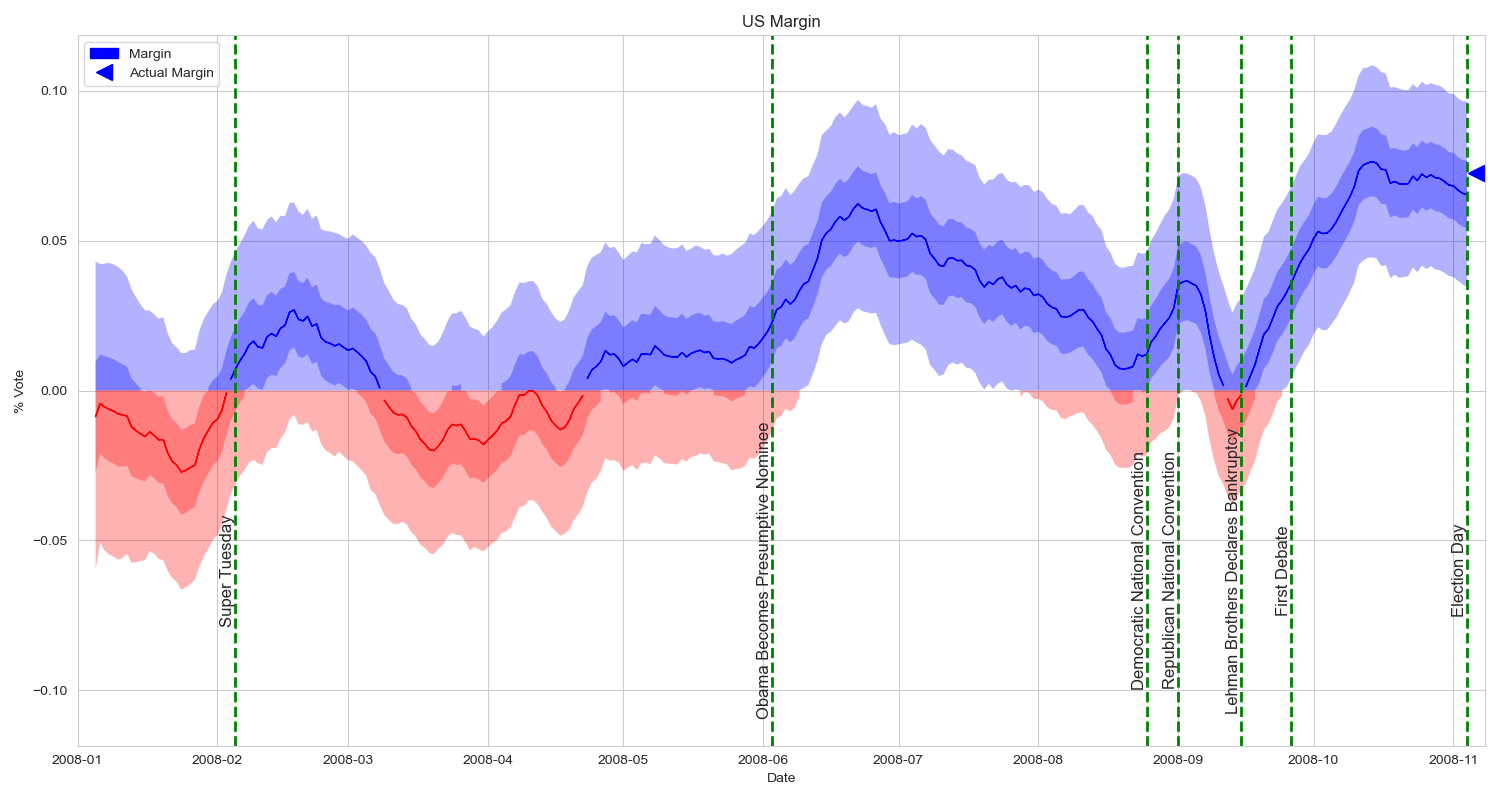 US Margin
Margin
Actual Margin
0.10
0.05
0.00
−0.05
−0.10
% Vote
Super Tuesday
Obama Becomes Presumptive Nominee
Democratic National Convention
Republican National Convention
Lehman Brothers Declares Bankruptcy
First Debate
Election Day
2008-01
2008-02
2008-03
2008-04
2008-05
2008-06
2008-07
2008-08
2008-09
2008-10
2008-11
Date